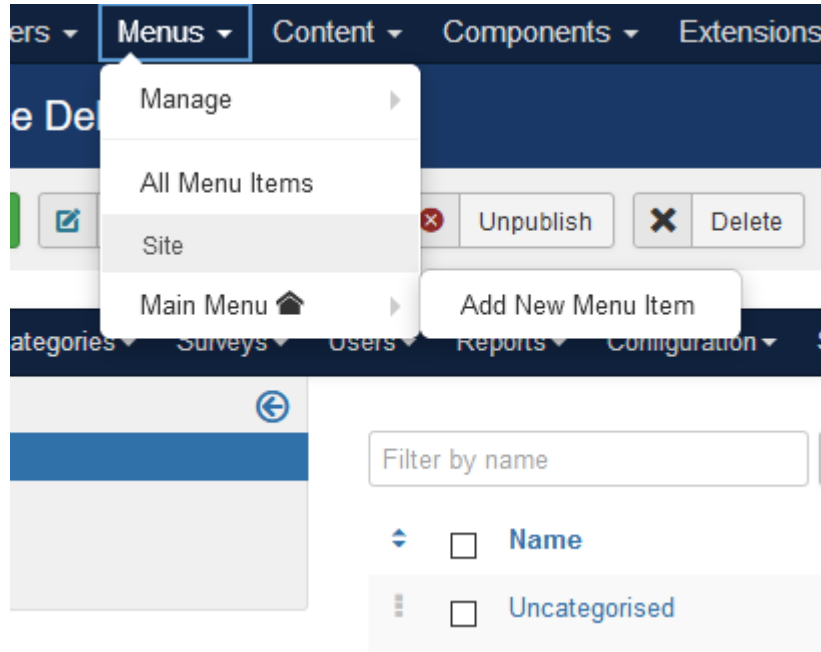 ers Menus Content Components Extensions
Manage
e Del
All Menu Items
Unpublish Delete
Site
Main Menu Add New Menu Item
ategories Surveys Users Reports Configuration
Filter by name
Name
Uncategorised